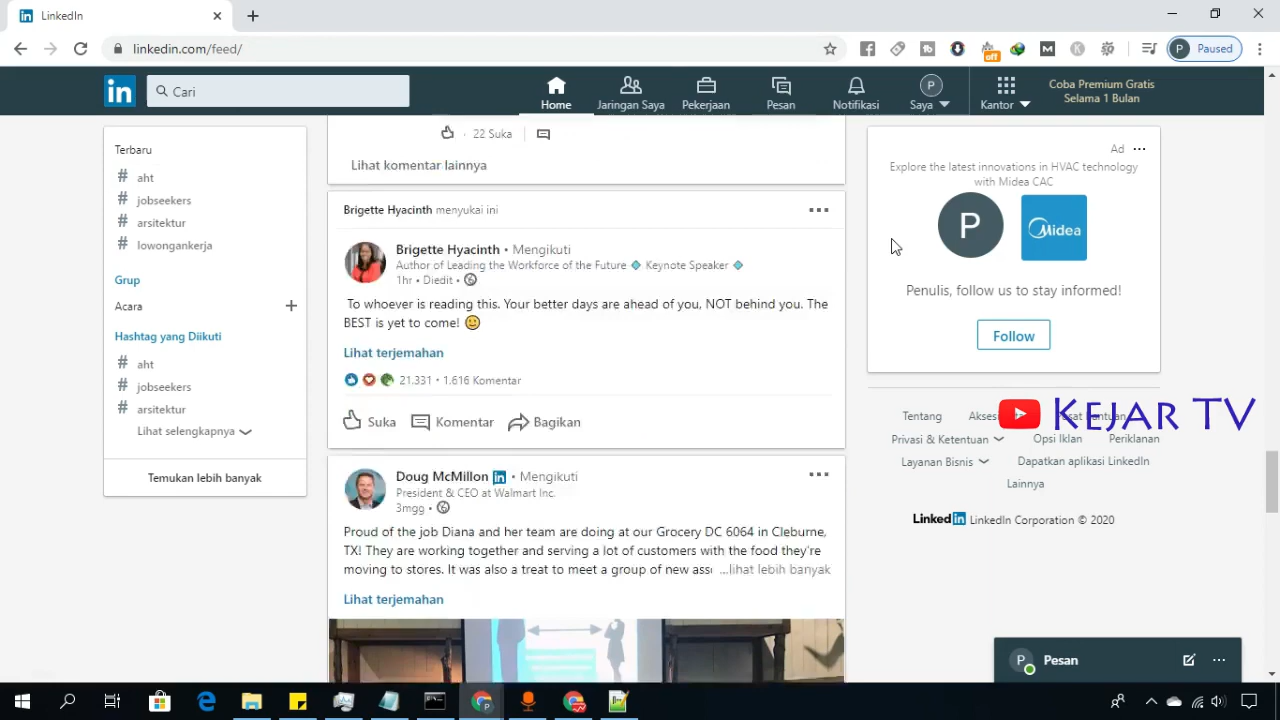 LinkedIn
linkedin.com/feed/
off
M
K
P Paused
in
Cari
Home
Jaringan Saya
Pekerjaan
Pesan
Notifikasi
P
Saya
Kantor
Coba Premium Gratis
Selama 1 Bulan
Terbaru
# aht
# jobseekers
# arsitektur
# lowongankerja
Grup
Acara +
Hashtag yang Diikuti
# aht
# jobseekers
# arsitektur
Lihat selengkapnya
Temukan lebih banyak
22 Suka
Lihat komentar lainnya
Brigette Hyacinth menyukai ini
Brigette Hyacinth • Mengikuti
Author of Leading the Workforce of the Future 🔹 Keynote Speaker 🔹
1hr • Diedit •
To whoever is reading this. Your better days are ahead of you, NOT behind you. The
BEST is yet to come! 🙂
Lihat terjemahan
21.331 • 1.616 Komentar
Suka Komentar Bagikan
Doug McMillon in • Mengikuti
President & CEO at Walmart Inc.
3mgg •
Proud of the job Diana and her team are doing at our Grocery DC 6064 in Cleburne,
TX! They are working together and serving a lot of customers with the food they're
moving to stores. It was also a treat to meet a group of new ...lihat lebih banyak
Lihat terjemahan
Ad
Explore the latest innovations in HVAC technology
with Midea CAC
P
Midea
Penulis, follow us to stay informed!
Follow
Tentang
KEJAR TV
Privasi & Ketentuan Opsi Iklan Periklanan
Layanan Bisnis Dapatkan aplikasi LinkedIn
Lainnya
LinkedIn LinkedIn Corporation © 2020
P Pesan